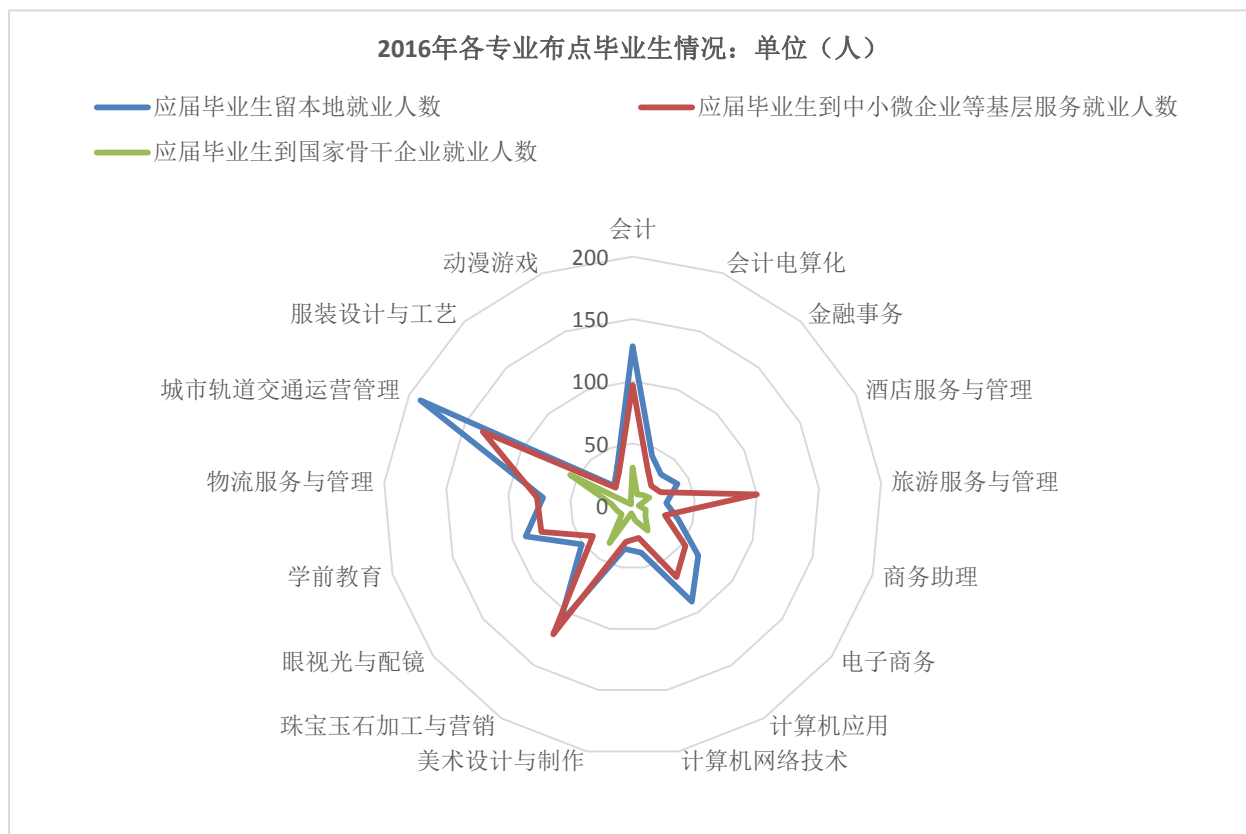 2016年各专业布点毕业生情况：单位（人）
应届毕业生留本地就业人数
应届毕业生到中小微企业等基层服务就业人数
应届毕业生到国家骨干企业就业人数
会计
会计电算化
金融事务
酒店服务与管理
旅游服务与管理
商务助理
电子商务
计算机应用
计算机网络技术
美术设计与制作
珠宝玉石加工与营销
眼视光与配镜
学前教育
物流服务与管理
城市轨道交通运营管理
服装设计与工艺
动漫游戏
200
150
100
50
0